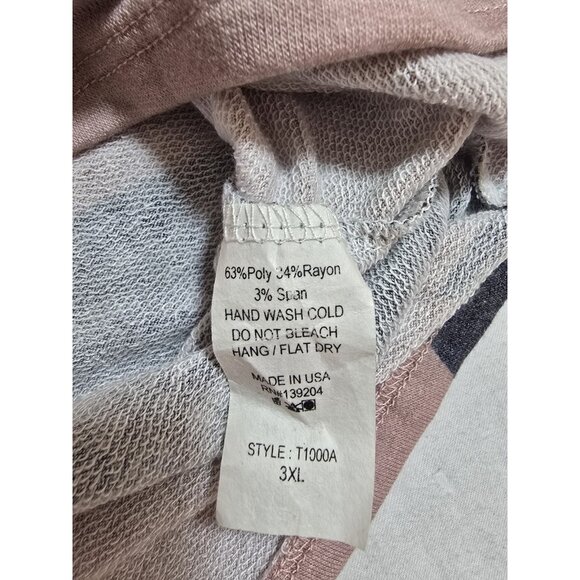 63%Poly 34%Rayon
3% Span
HAND WASH COLD
DO NOT BLEACH
HANG / FLAT DRY
MADE IN USA
RN#139204
STYLE : T1000A
3XL